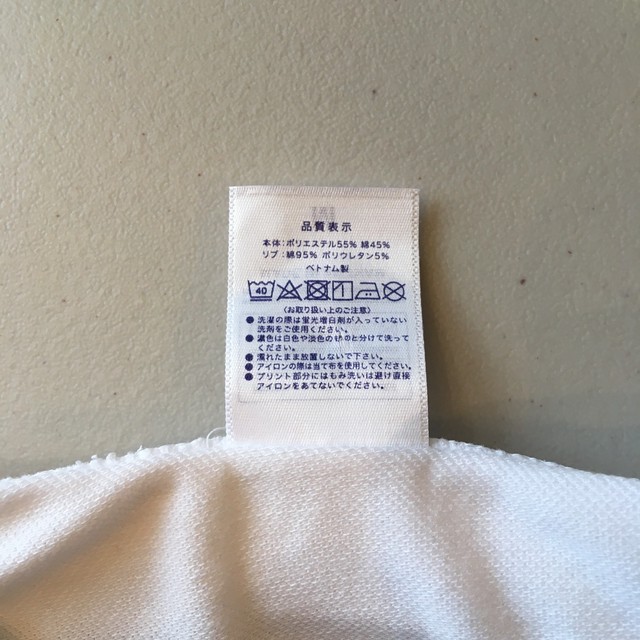 品質表示
本体:ポリエステル55% 綿45%
リブ:綿95% ポリウレタン5%
ベトナム製
40
〈お取り扱い上のご注意〉
●洗濯の際は蛍光増白剤が入っていない
洗剤をご使用ください。
●濃色は白色や淡色のものと分けて洗って
ください。
●濡れたまま放置しないで下さい。
●アイロンの際は当て布を使用してください。
●プリント部分にはもみ洗いは避け直接
アイロンをあてないでください。